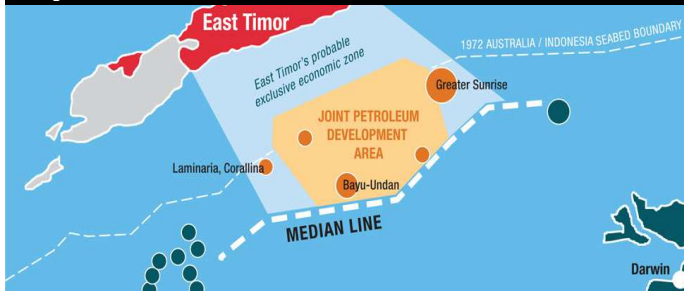 East Timor
1972 AUSTRALIA / INDONESIA SEABED BOUNDARY
East Timor's probable
exclusive economic zone
Greater Sunrise
JOINT PETROLEUM
DEVELOPMENT
AREA
Laminaria, Corallina
Bayu-Undan
MEDIAN LINE
Darwin